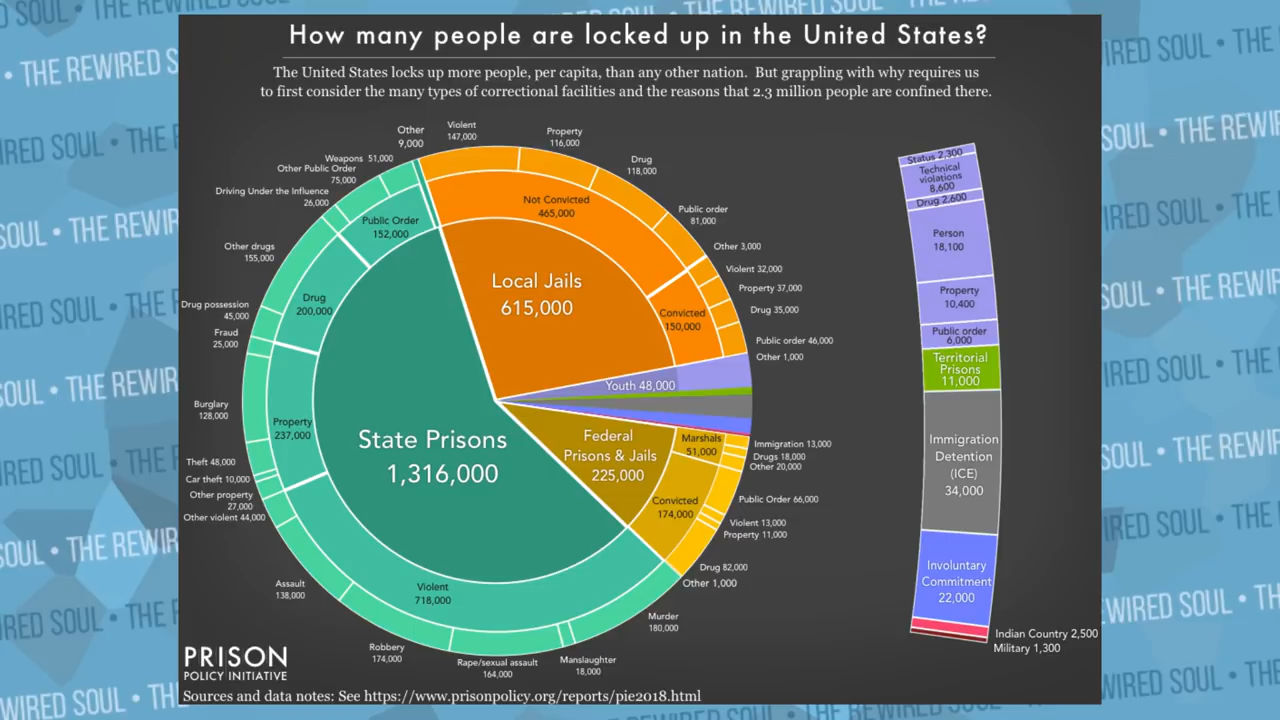 How many people are locked up in the United States?
The United States locks up more people, per capita, than any other nation. But grappling with why requires us
to first consider the many types of correctional facilities and the reasons that 2.3 million people are confined there.
Other
9,000
Violent
147,000
Property
116,000
Drug
118,000
Public order
81,000
Other 3,000
Violent 32,000
Property 37,000
Drug 35,000
Public order 46,000
Other 1,000
Weapons 51,000
Other Public Order
75,000
Driving Under the Influence
26,000
Other drugs
155,000
Drug possession
45,000
Fraud
25,000
Burglary
128,000
Theft 48,000
Car theft 10,000
Other property
27,000
Other violent 44,000
Assault
138,000
Robbery
174,000
Rape/sexual assault
164,000
Manslaughter
18,000
Murder
180,000
Public Order
152,000
Drug
200,000
Property
237,000
Violent
718,000
State Prisons
1,316,000
Not Convicted
465,000
Local Jails
615,000
Convicted
150,000
Youth 48,000
Federal
Prisons & Jails
225,000
Marshals
51,000
Convicted
174,000
Immigration 13,000
Drugs 18,000
Other 20,000
Public Order 66,000
Violent 13,000
Property 11,000
Drug 82,000
Other 1,000
Status 2,300
Technical
violations
8,600
Drug 2,600
Person
18,100
Property
10,400
Public order
6,000
Territorial
Prisons
11,000
Immigration
Detention
(ICE)
34,000
Involuntary
Commitment
22,000
Indian Country 2,500
Military 1,300
PRISON
POLICY INITIATIVE
Sources and data notes: See https://www.prisonpolicy.org/reports/pie2018.html
THE REWIRED SOUL